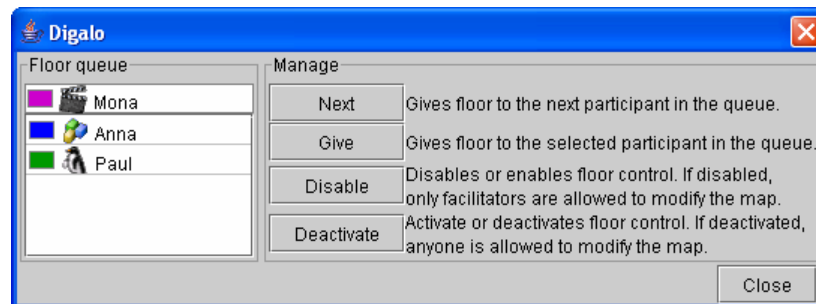 Digalo
Floor queue
Mona
Anna
Paul
Manage
Next
Gives floor to the next participant in the queue.
Give
Gives floor to the selected participant in the queue.
Disable
Disables or enables floor control. If disabled,
only facilitators are allowed to modify the map.
Deactivate
Activate or deactivates floor control. If deactivated,
anyone is allowed to modify the map.
Close